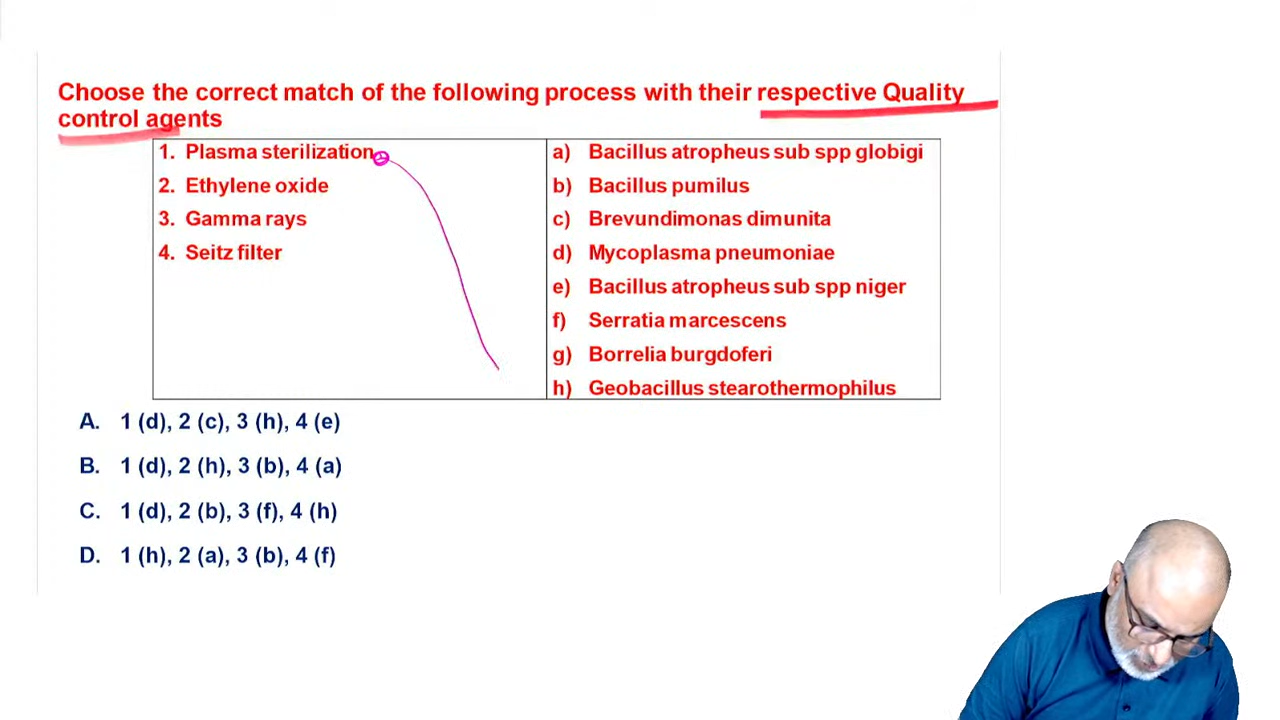 Choose the correct match of the following process with their respective Quality
control agents
1. Plasma sterilization
2. Ethylene oxide
3. Gamma rays
4. Seitz filter
a) Bacillus atropheus sub spp globigi
b) Bacillus pumilus
c) Brevundimonas dimunita
d) Mycoplasma pneumoniae
e) Bacillus atropheus sub spp niger
f) Serratia marcescens
g) Borrelia burgdoferi
h) Geobacillus stearothermophilus
A. 1 (d), 2 (c), 3 (h), 4 (e)
B. 1 (d), 2 (h), 3 (b), 4 (a)
C. 1 (d), 2 (b), 3 (f), 4 (h)
D. 1 (h), 2 (a), 3 (b), 4 (f)